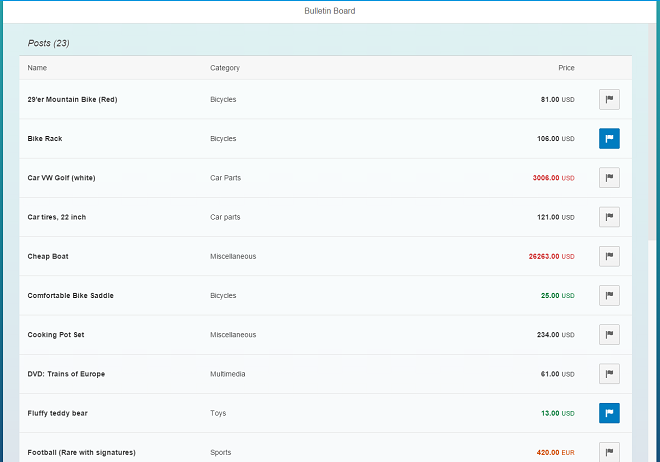 Bulletin Board
Posts (23)
Name Category Price
29'er Mountain Bike (Red) Bicycles 81.00 USD
Bike Rack Bicycles 106.00 USD
Car VW Golf (white) Car Parts 3006.00 USD
Car tires, 22 inch Car parts 121.00 USD
Cheap Boat Miscellaneous 26263.00 USD
Comfortable Bike Saddle Bicycles 25.00 USD
Cooking Pot Set Miscellaneous 234.00 USD
DVD: Trains of Europe Multimedia 61.00 USD
Fluffy teddy bear Toys 13.00 USD
Football (Rare with signatures) Sports 420.00 EUR